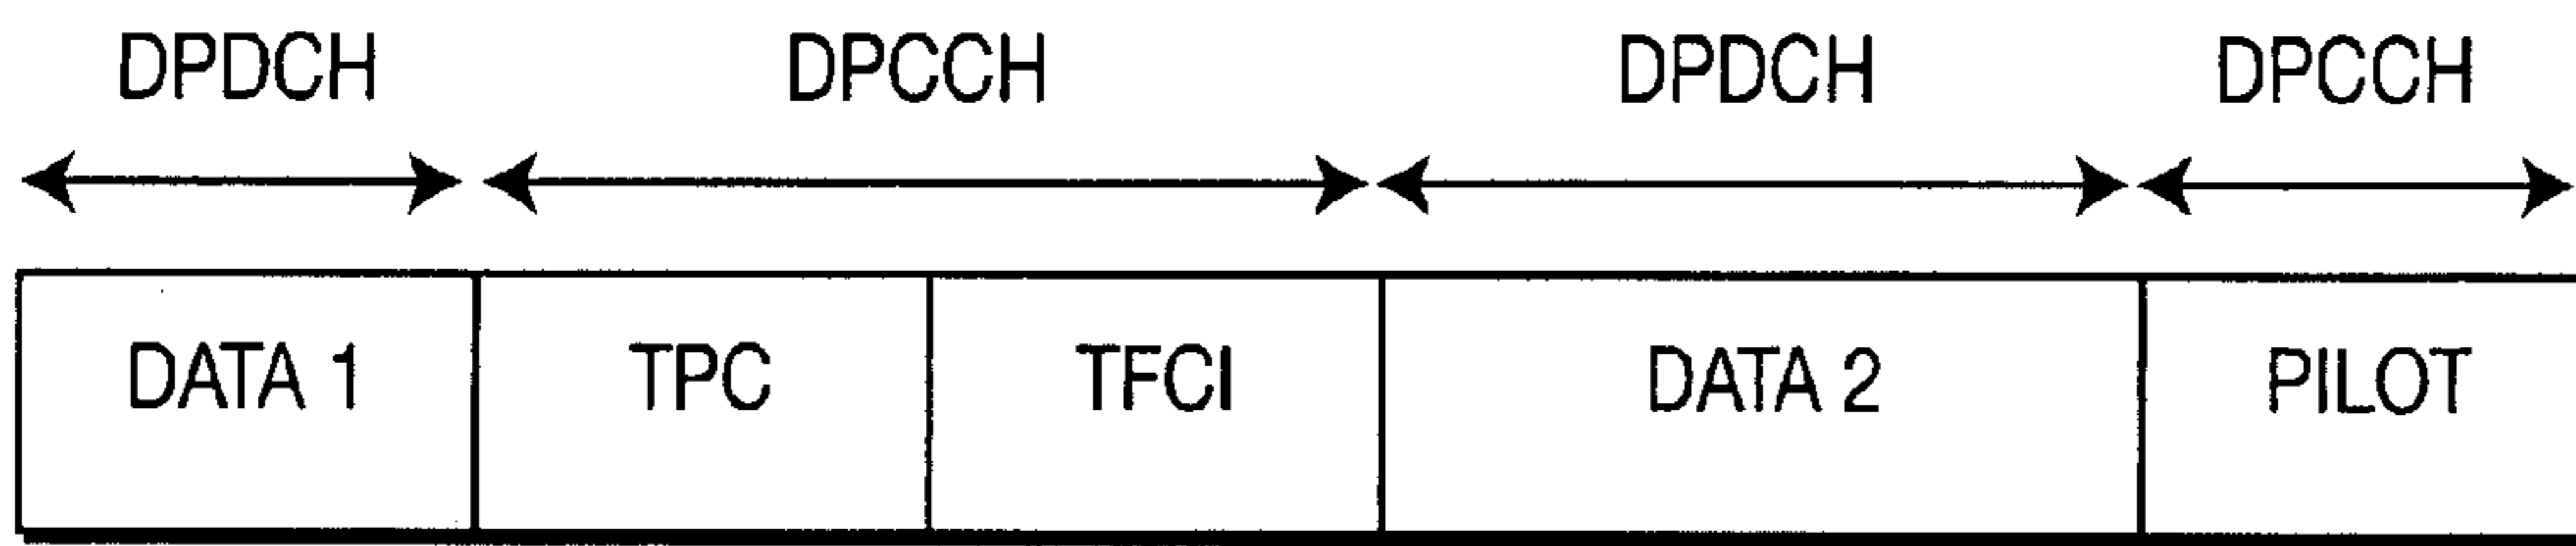 DPDCH DPCCH DPDCH DPCCH
DATA 1 TPC TFCI DATA 2 PILOT